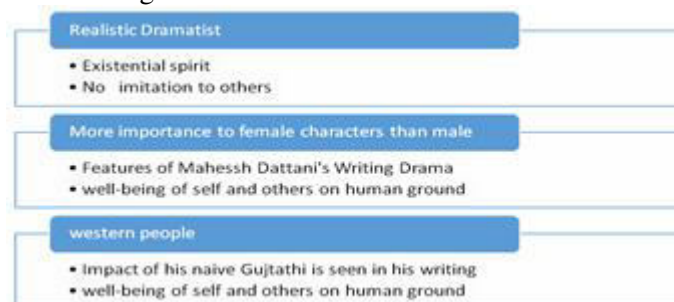 Realistic Dramatist
• Existential spirit
• No imitation to others
More importance to female characters than male
• Features of Mahessh Dattani's Writing Drama
• well-being of self and others on human ground
western people
• Impact of his naive Gujtathi is seen in his writing
• well-being of self and others on human ground